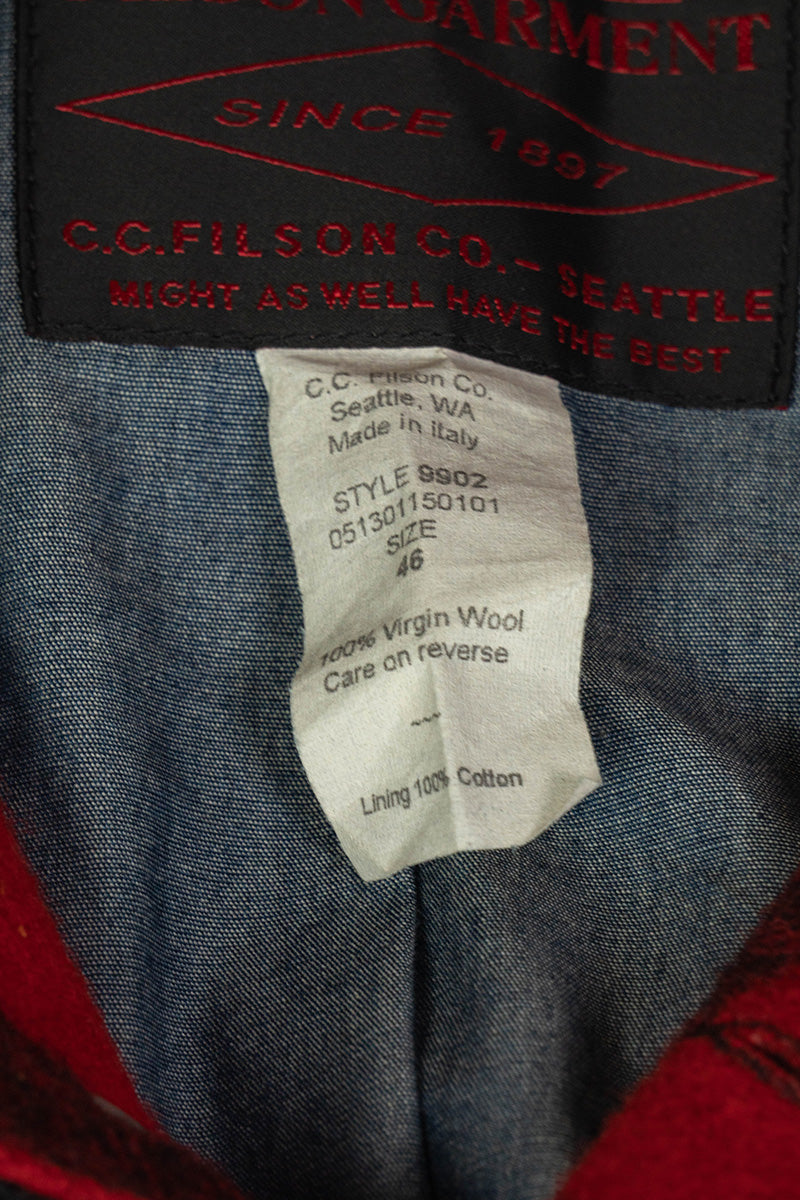 GARMENT
SINCE 1897
C.C.FILSON CO.– SEATTLE
MIGHT AS WELL HAVE THE BEST
C.C. Filson Co.
Seattle, WA
Made in italy
STYLE 9902
051301150101
SIZE
46
100% Virgin Wool
Care on reverse
~~~
Lining 100% Cotton